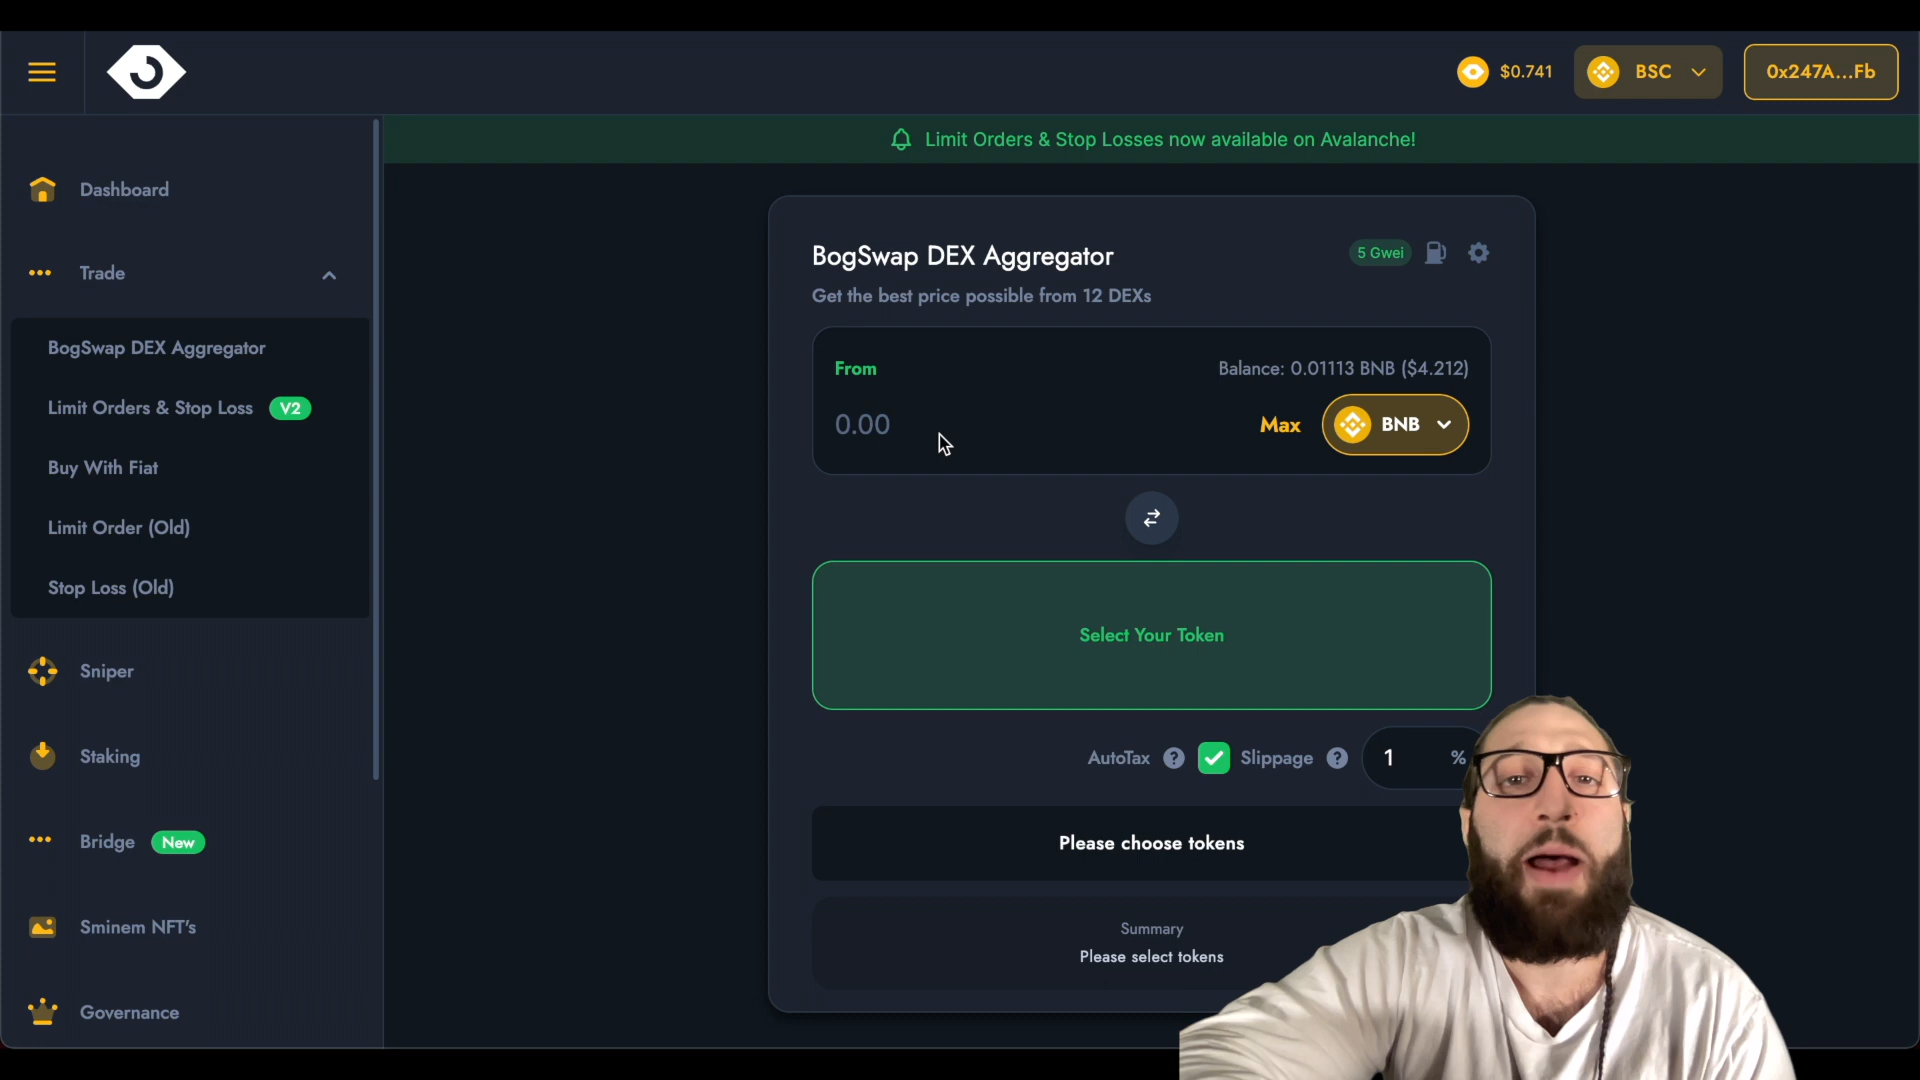 $0.741
BSC
0x247A...Fb
Limit Orders & Stop Losses now available on Avalanche!
Dashboard
Trade
BogSwap DEX Aggregator
Limit Orders & Stop Loss V2
Buy With Fiat
Limit Order (Old)
Stop Loss (Old)
Sniper
Staking
Bridge New
Sminem NFT's
Governance
BogSwap DEX Aggregator
5 Gwei
Get the best price possible from 12 DEXs
From
Balance: 0.01113 BNB ($4.212)
0.00
Max
BNB
Select Your Token
AutoTax ? Slippage ? 1 %
Please choose tokens
Summary
Please select tokens